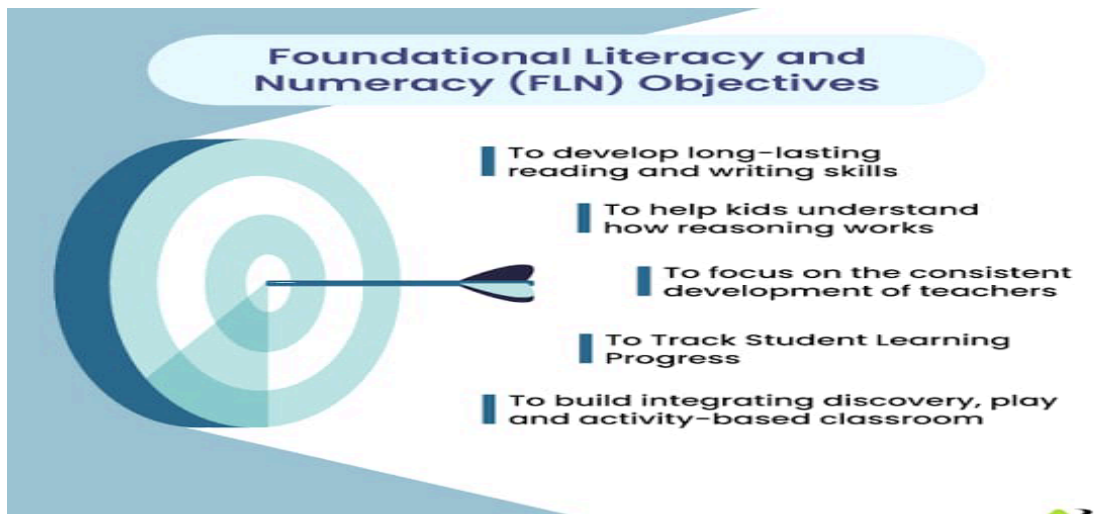 Foundational Literacy and
Numeracy (FLN) Objectives
To develop long-lasting
reading and writing skills
To help kids understand
how reasoning works
To focus on the consistent
development of teachers
To Track Student Learning
Progress
To build integrating discovery, play
and activity-based classroom